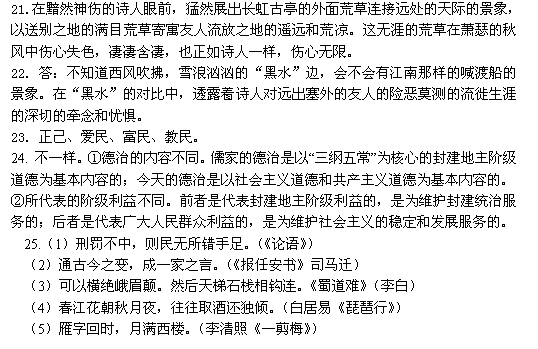 21.在黯然神伤的诗人眼前，猛然展出长虹古亭的外面荒草连接远处的天际的景象，
以送别之地的满目荒草寄寓友人流放之地的遥远和荒凉。这无涯的荒草在萧瑟的秋
风中伤心失色，凄凄含凄，也正如诗人一样，伤心无限。
22．答：不知道西风吹拂，雪浪汹汹的“黑水”边，会不会有江南那样的喊渡船的
景象。在“黑水”的对比中，透露着诗人对远出塞外的友人的险恶莫测的流徙生涯
的深切的牵念和忧惧。
23．正己、爱民、富民、教民。
24. 不一样。①德治的内容不同。儒家的德治是以“三纲五常”为核心的封建地主阶级
道德为基本内容的；今天的德治是以社会主义道德和共产主义道德为基本内容的。
②所代表的阶级利益不同。前者是代表封建地主阶级利益的，是为维护封建统治服
务的；后者是代表广大人民群众利益的，是为维护社会主义的稳定和发展服务的。
25.（1）刑罚不中，则民无所错手足。（《论语》）
（2）通古今之变，成一家之言。（《报任安书》司马迁）
（3）可以横绝峨眉颠。然后天梯石栈相钩连。《蜀道难》（李白）
（4）春江花朝秋月夜，往往取酒还独倾。（白居易《琵琶行》）
（5）雁字回时，月满西楼。（李清照《一剪梅》）